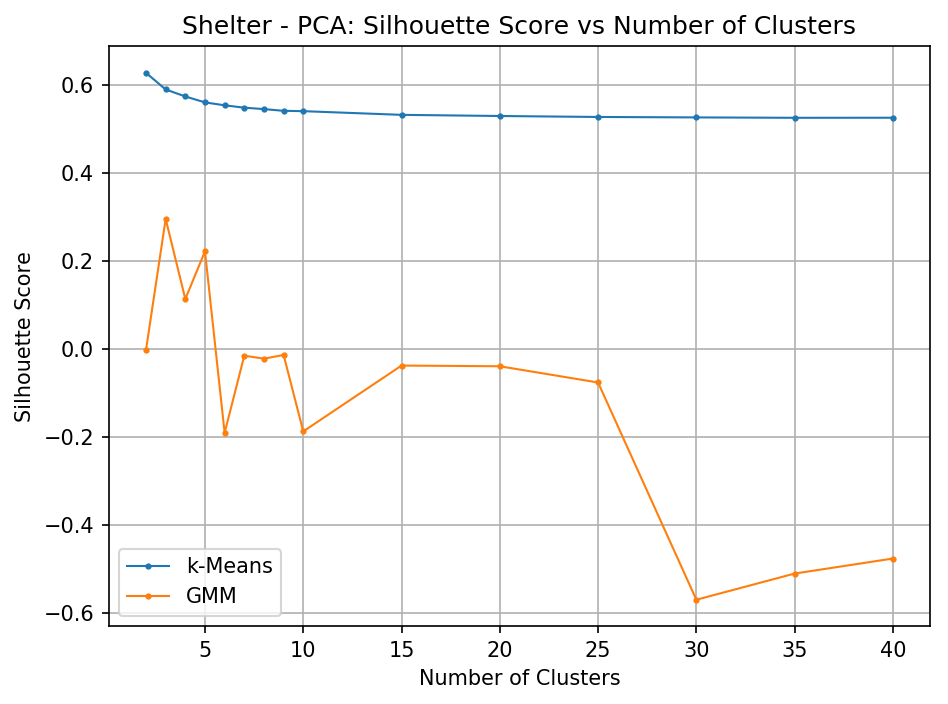 Shelter - PCA: Silhouette Score vs Number of Clusters
Silhouette Score
0.6
0.4
0.2
0.0
−0.2
−0.4
−0.6
k-Means
GMM
5 10 15 20 25 30 35 40
Number of Clusters